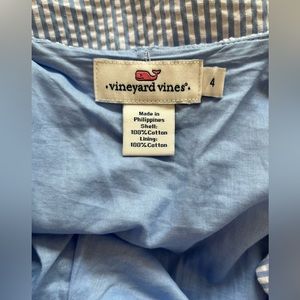 vineyard vines®
4
Made in
Philippines
Shell:
100%Cotton
Lining:
100%Cotton